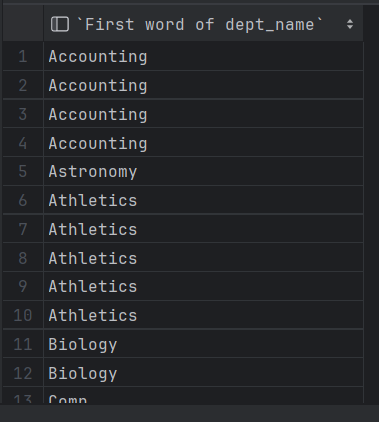 `First word of dept_name`
1 Accounting
2 Accounting
3 Accounting
4 Accounting
5 Astronomy
6 Athletics
7 Athletics
8 Athletics
9 Athletics
10 Athletics
11 Biology
12 Biology
13 Comp.